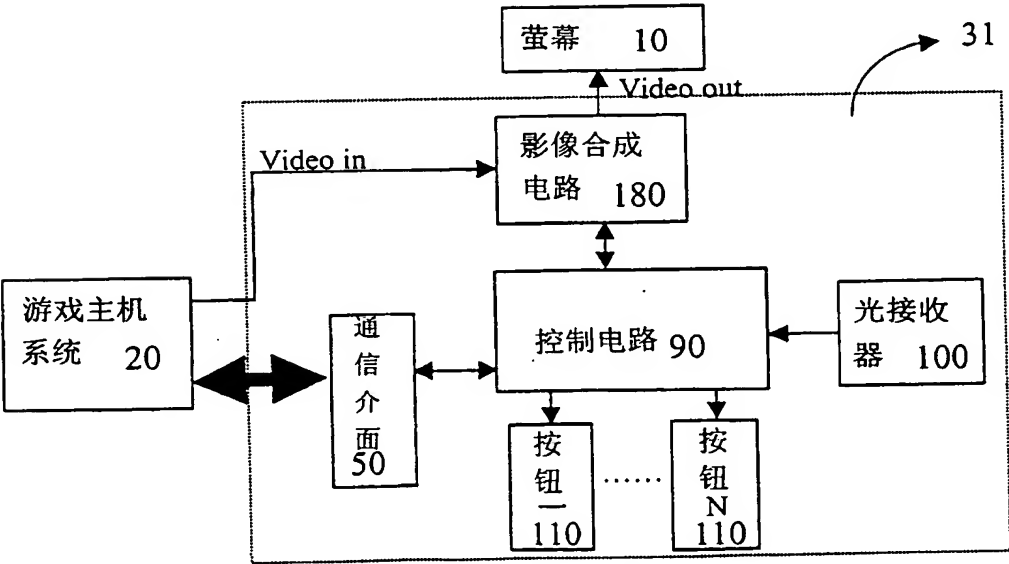 萤幕 10
31
Video out
影像合成
电路 180
Video in
游戏主机
系统 20
通
信
介
面
50
控制电路 90
光接收
器 100
按
钮
一
110
……
按
钮
N
110